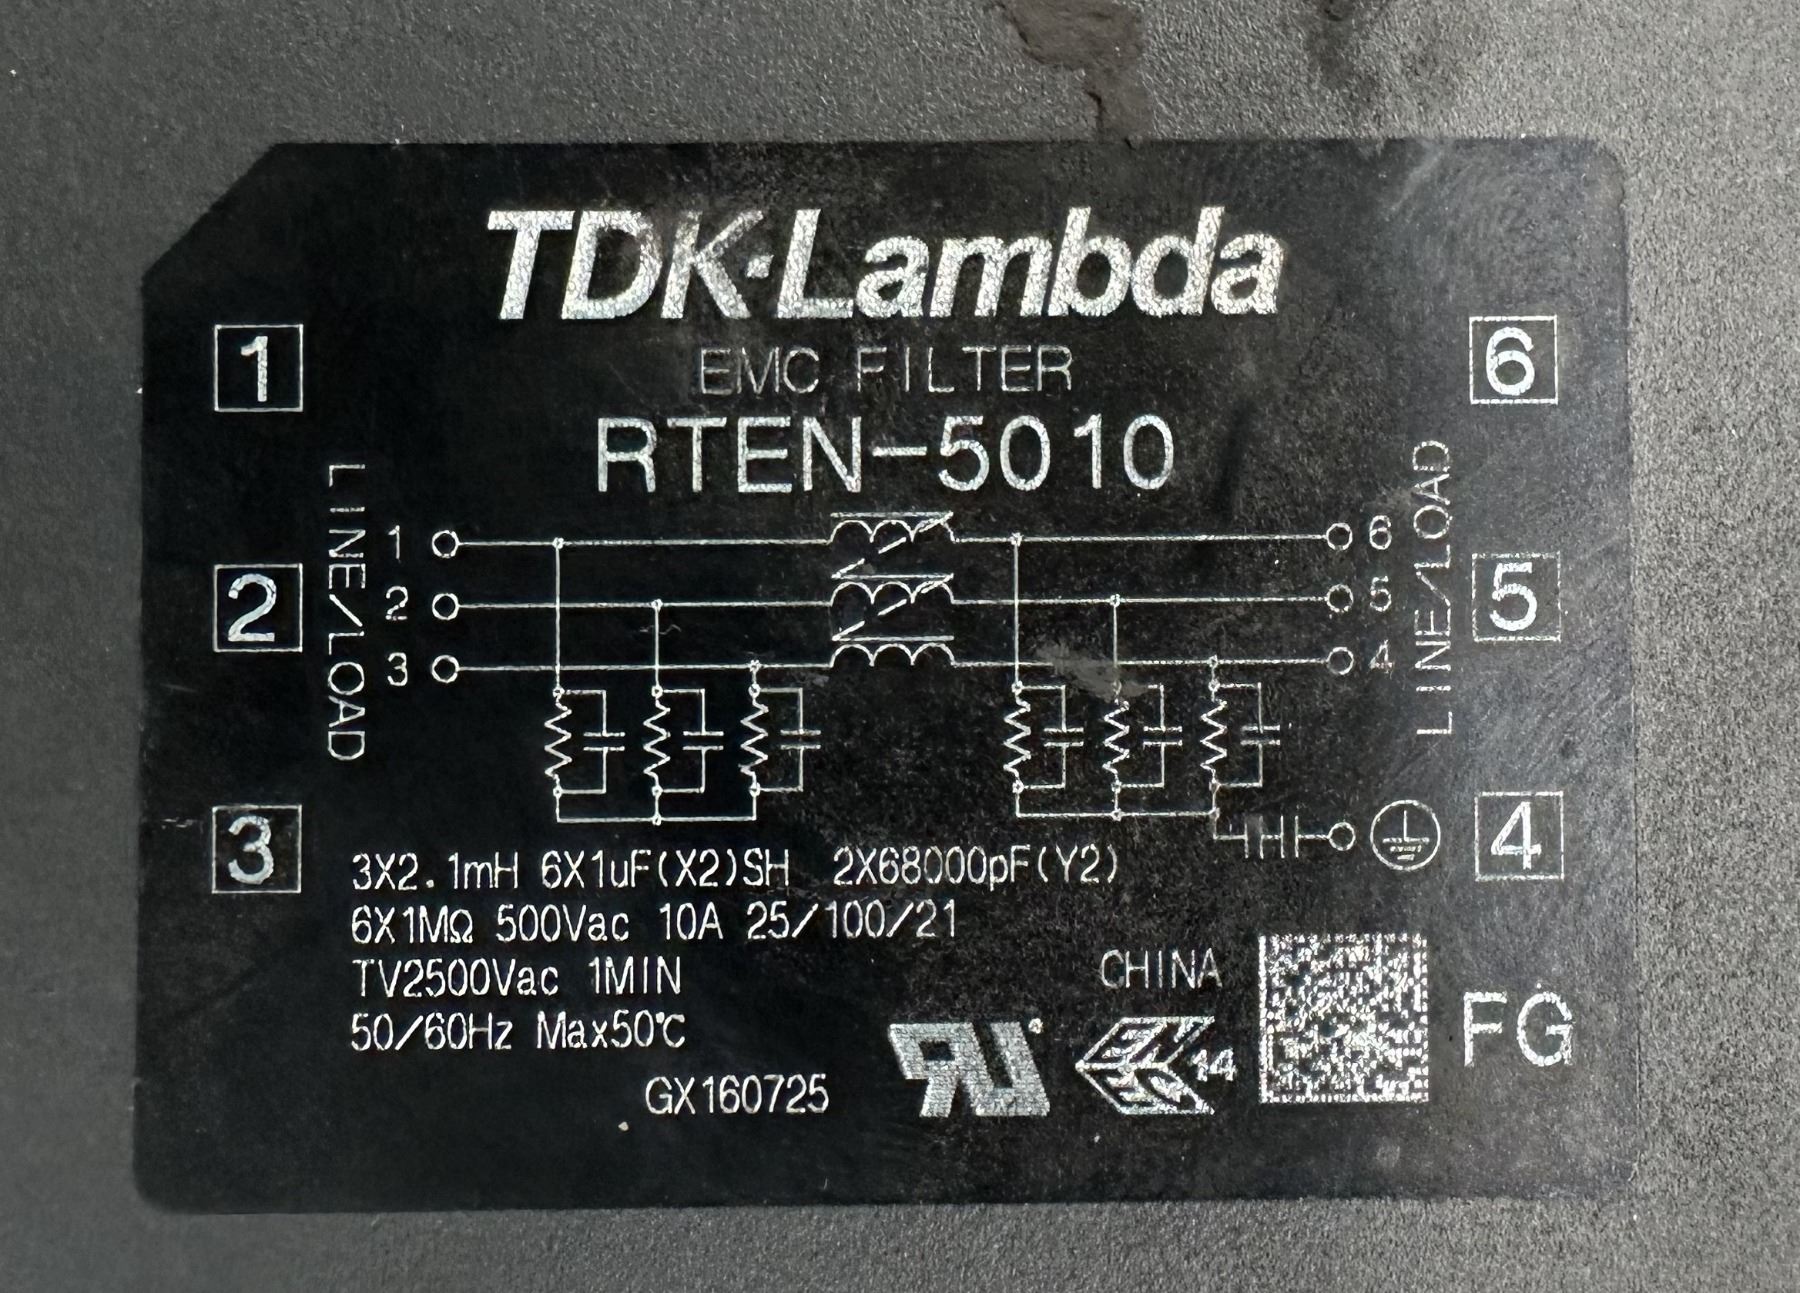 TDK·Lambda
EMC FILTER
RTEN-5010
1
2
3
LINE/LOAD
1
2
3
6
5
4
LINE/LOAD
6
5
4
3X2.1mH 6X1uF(X2)SH 2X68000pF(Y2)
6X1MΩ 500Vac 10A 25/100/21
TV2500Vac 1MIN
50/60Hz Max50℃
GX160725
CHINA
14
FG